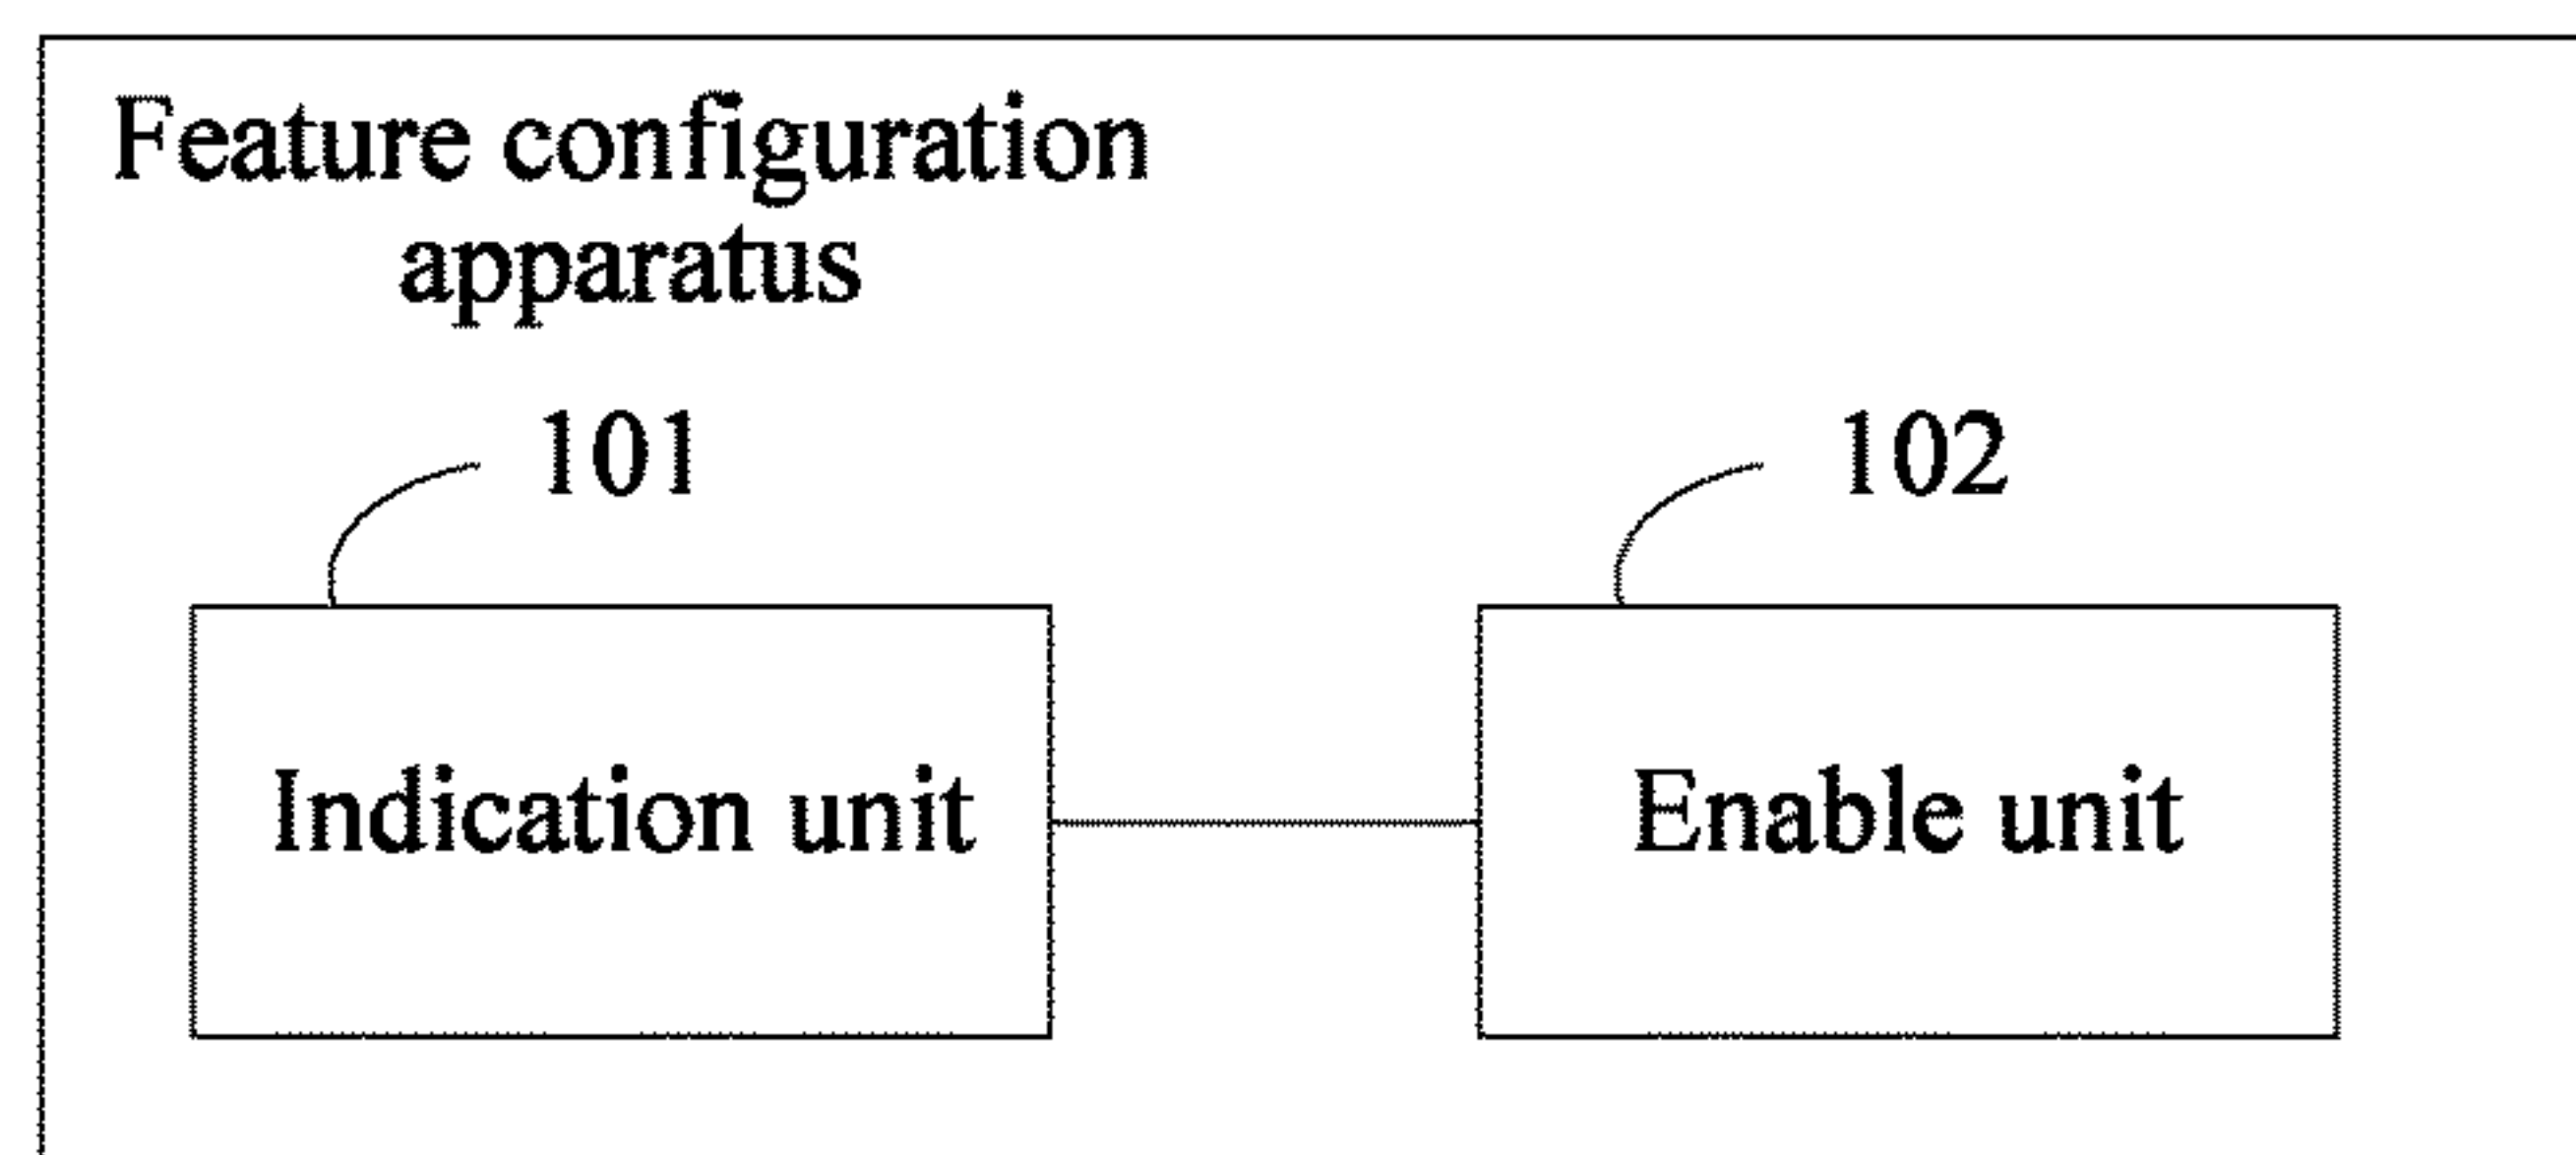 Feature configuration
apparatus
101
102
Indication unit
Enable unit